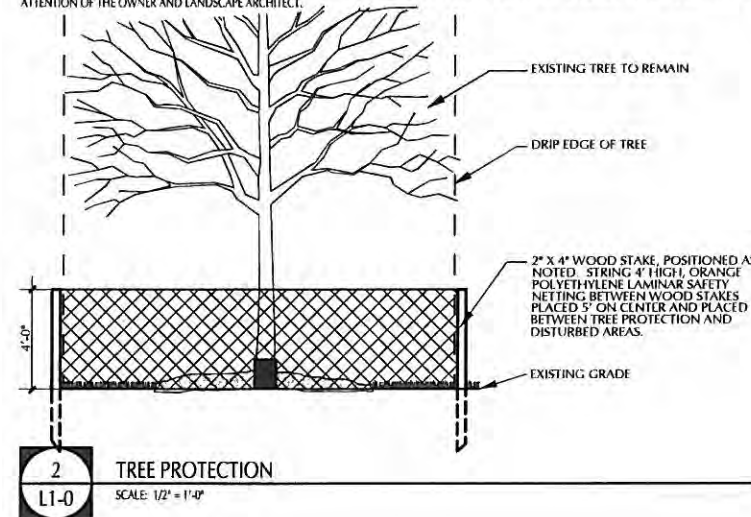 ATTENTION OF THE OWNER AND LANDSCAPE ARCHITECT.
EXISTING TREE TO REMAIN
DRIP EDGE OF TREE
2" X 4" WOOD STAKE, POSITIONED AS
NOTED. STRING 4' HIGH, ORANGE
POLYETHYLENE LAMINAR SAFETY
NETTING BETWEEN WOOD STAKES
PLACED 5' ON CENTER AND PLACED
BETWEEN TREE PROTECTION AND
DISTURBED AREAS.
4'-0"
EXISTING GRADE
2
L1-0
TREE PROTECTION
SCALE: 1/2" = 1'-0"